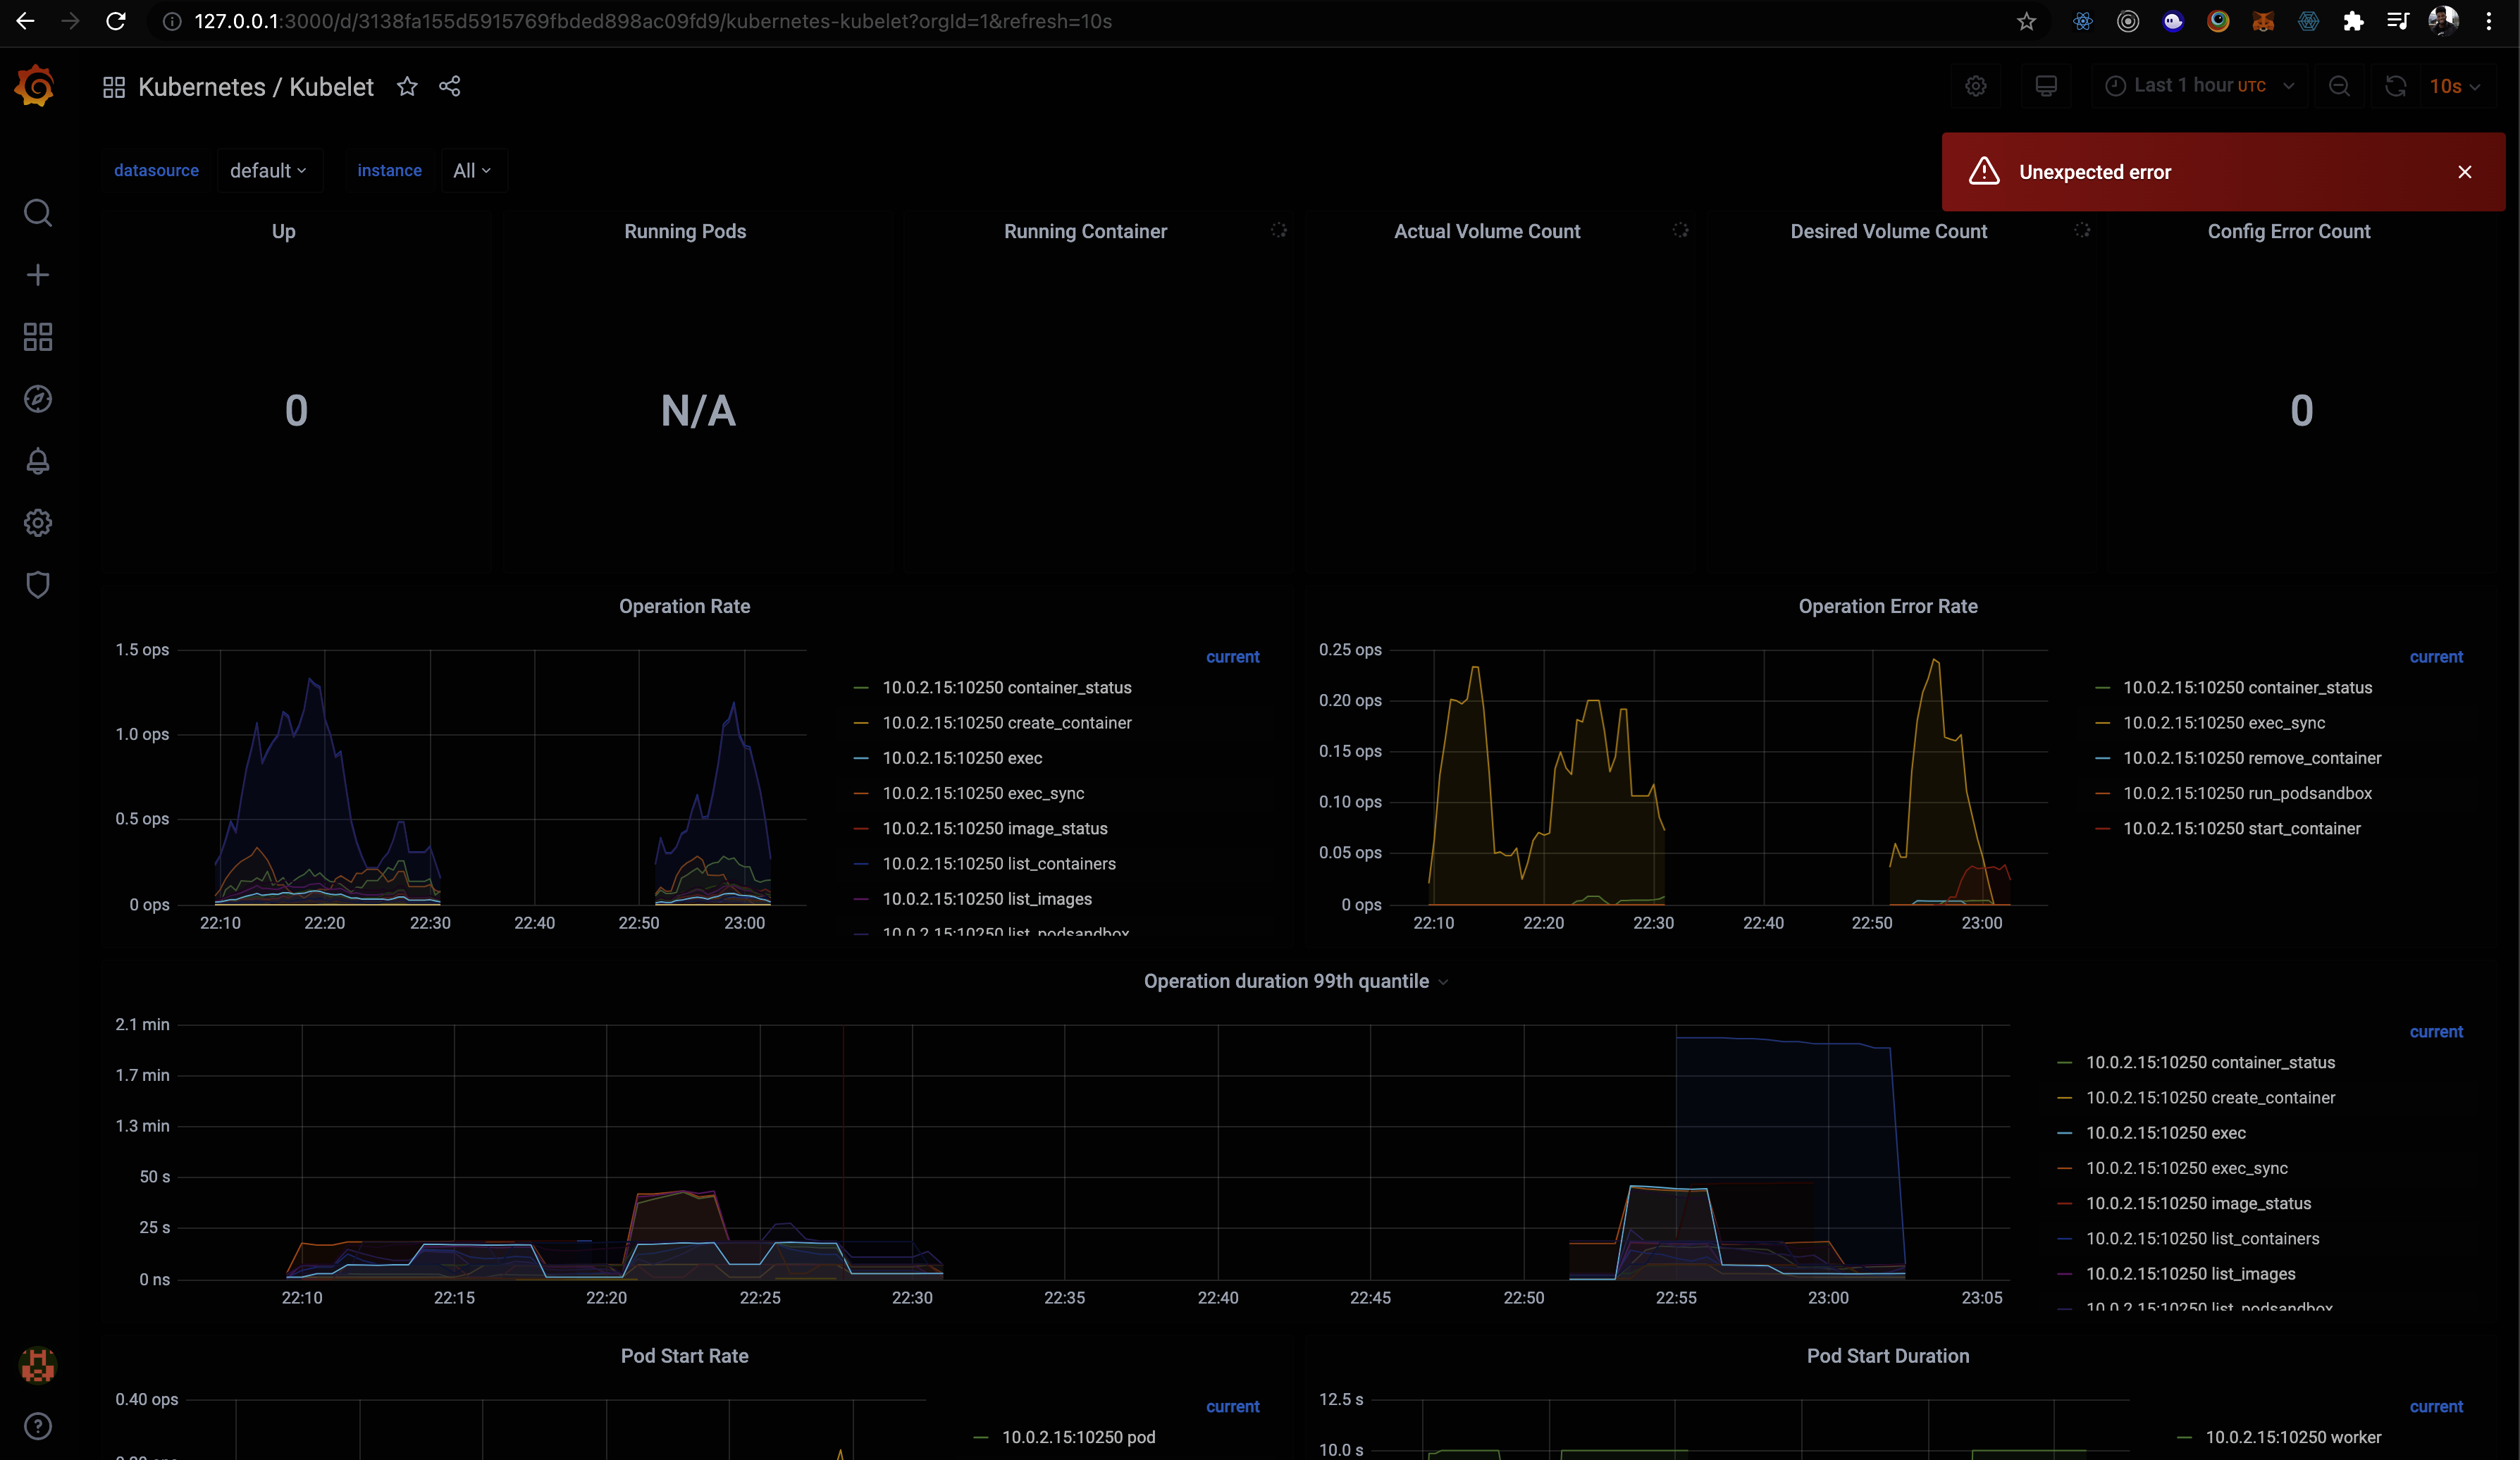 127.0.0.1:3000/d/3138fa155d5915769fbded898ac09fd9/kubernetes-kubelet?orgId=1&refresh=10s
Kubernetes / Kubelet
Last 1 hour UTC
10s
datasource default instance All
Unexpected error
Up
Running Pods
Running Container
Actual Volume Count
Desired Volume Count
Config Error Count
0
N/A
0
Operation Rate
1.5 ops
1.0 ops
0.5 ops
0 ops
22:10 22:20 22:30 22:40 22:50 23:00
current
10.0.2.15:10250 container_status
10.0.2.15:10250 create_container
10.0.2.15:10250 exec
10.0.2.15:10250 exec_sync
10.0.2.15:10250 image_status
10.0.2.15:10250 list_containers
10.0.2.15:10250 list_images
10.0.2.15:10250 list_podsandbox
Operation Error Rate
0.25 ops
0.20 ops
0.15 ops
0.10 ops
0.05 ops
0 ops
22:10 22:20 22:30 22:40 22:50 23:00
current
10.0.2.15:10250 container_status
10.0.2.15:10250 exec_sync
10.0.2.15:10250 remove_container
10.0.2.15:10250 run_podsandbox
10.0.2.15:10250 start_container
Operation duration 99th quantile
2.1 min
1.7 min
1.3 min
50 s
25 s
0 ns
22:10 22:15 22:20 22:25 22:30 22:35 22:40 22:45 22:50 22:55 23:00 23:05
current
10.0.2.15:10250 container_status
10.0.2.15:10250 create_container
10.0.2.15:10250 exec
10.0.2.15:10250 exec_sync
10.0.2.15:10250 image_status
10.0.2.15:10250 list_containers
10.0.2.15:10250 list_images
10.0.2.15:10250 list_podsandbox
Pod Start Rate
0.40 ops
current
10.0.2.15:10250 pod
Pod Start Duration
12.5 s
10.0 s
current
10.0.2.15:10250 worker